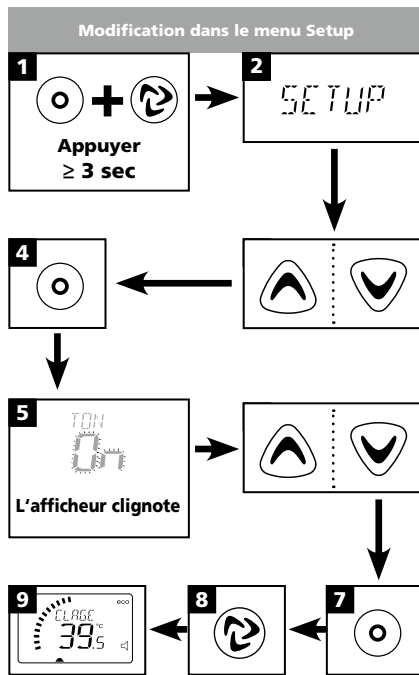 Modification dans le menu Setup
1
2
Appuyer
≥ 3 sec
SETUP
4
5
TON
On
L'afficheur clignote
9
8
7
eco
CLAGE
39.5 °C